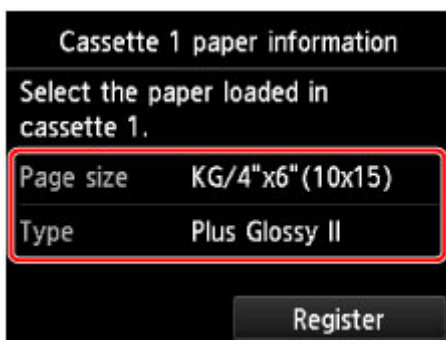 Cassette 1 paper information
Select the paper loaded in
cassette 1.
Page size KG/4"x6"(10x15)
Type Plus Glossy II
Register